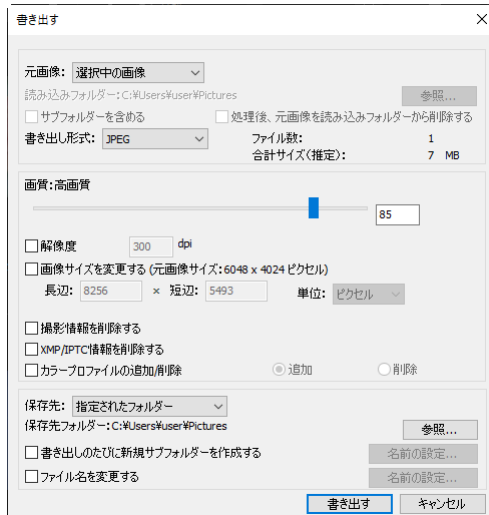 書き出す
元画像: 選択中の画像
読み込みフォルダー:C:¥Users¥user¥Pictures 参照...
サブフォルダーを含める 処理後、元画像を読み込みフォルダーから削除する
書き出し形式: JPEG ファイル数: 1
合計サイズ(推定): 7 MB
画質:高画質
85
解像度 300 dpi
画像サイズを変更する (元画像サイズ:6048 x 4024 ピクセル)
長辺: 8256 × 短辺: 5493 単位: ピクセル
撮影情報を削除する
XMP/IPTC情報を削除する
カラープロファイルの追加/削除 追加 削除
保存先: 指定されたフォルダー
保存先フォルダー:C:¥Users¥user¥Pictures 参照...
書き出しのたびに新規サブフォルダーを作成する 名前の設定...
ファイル名を変更する 名前の設定...
書き出す キャンセル